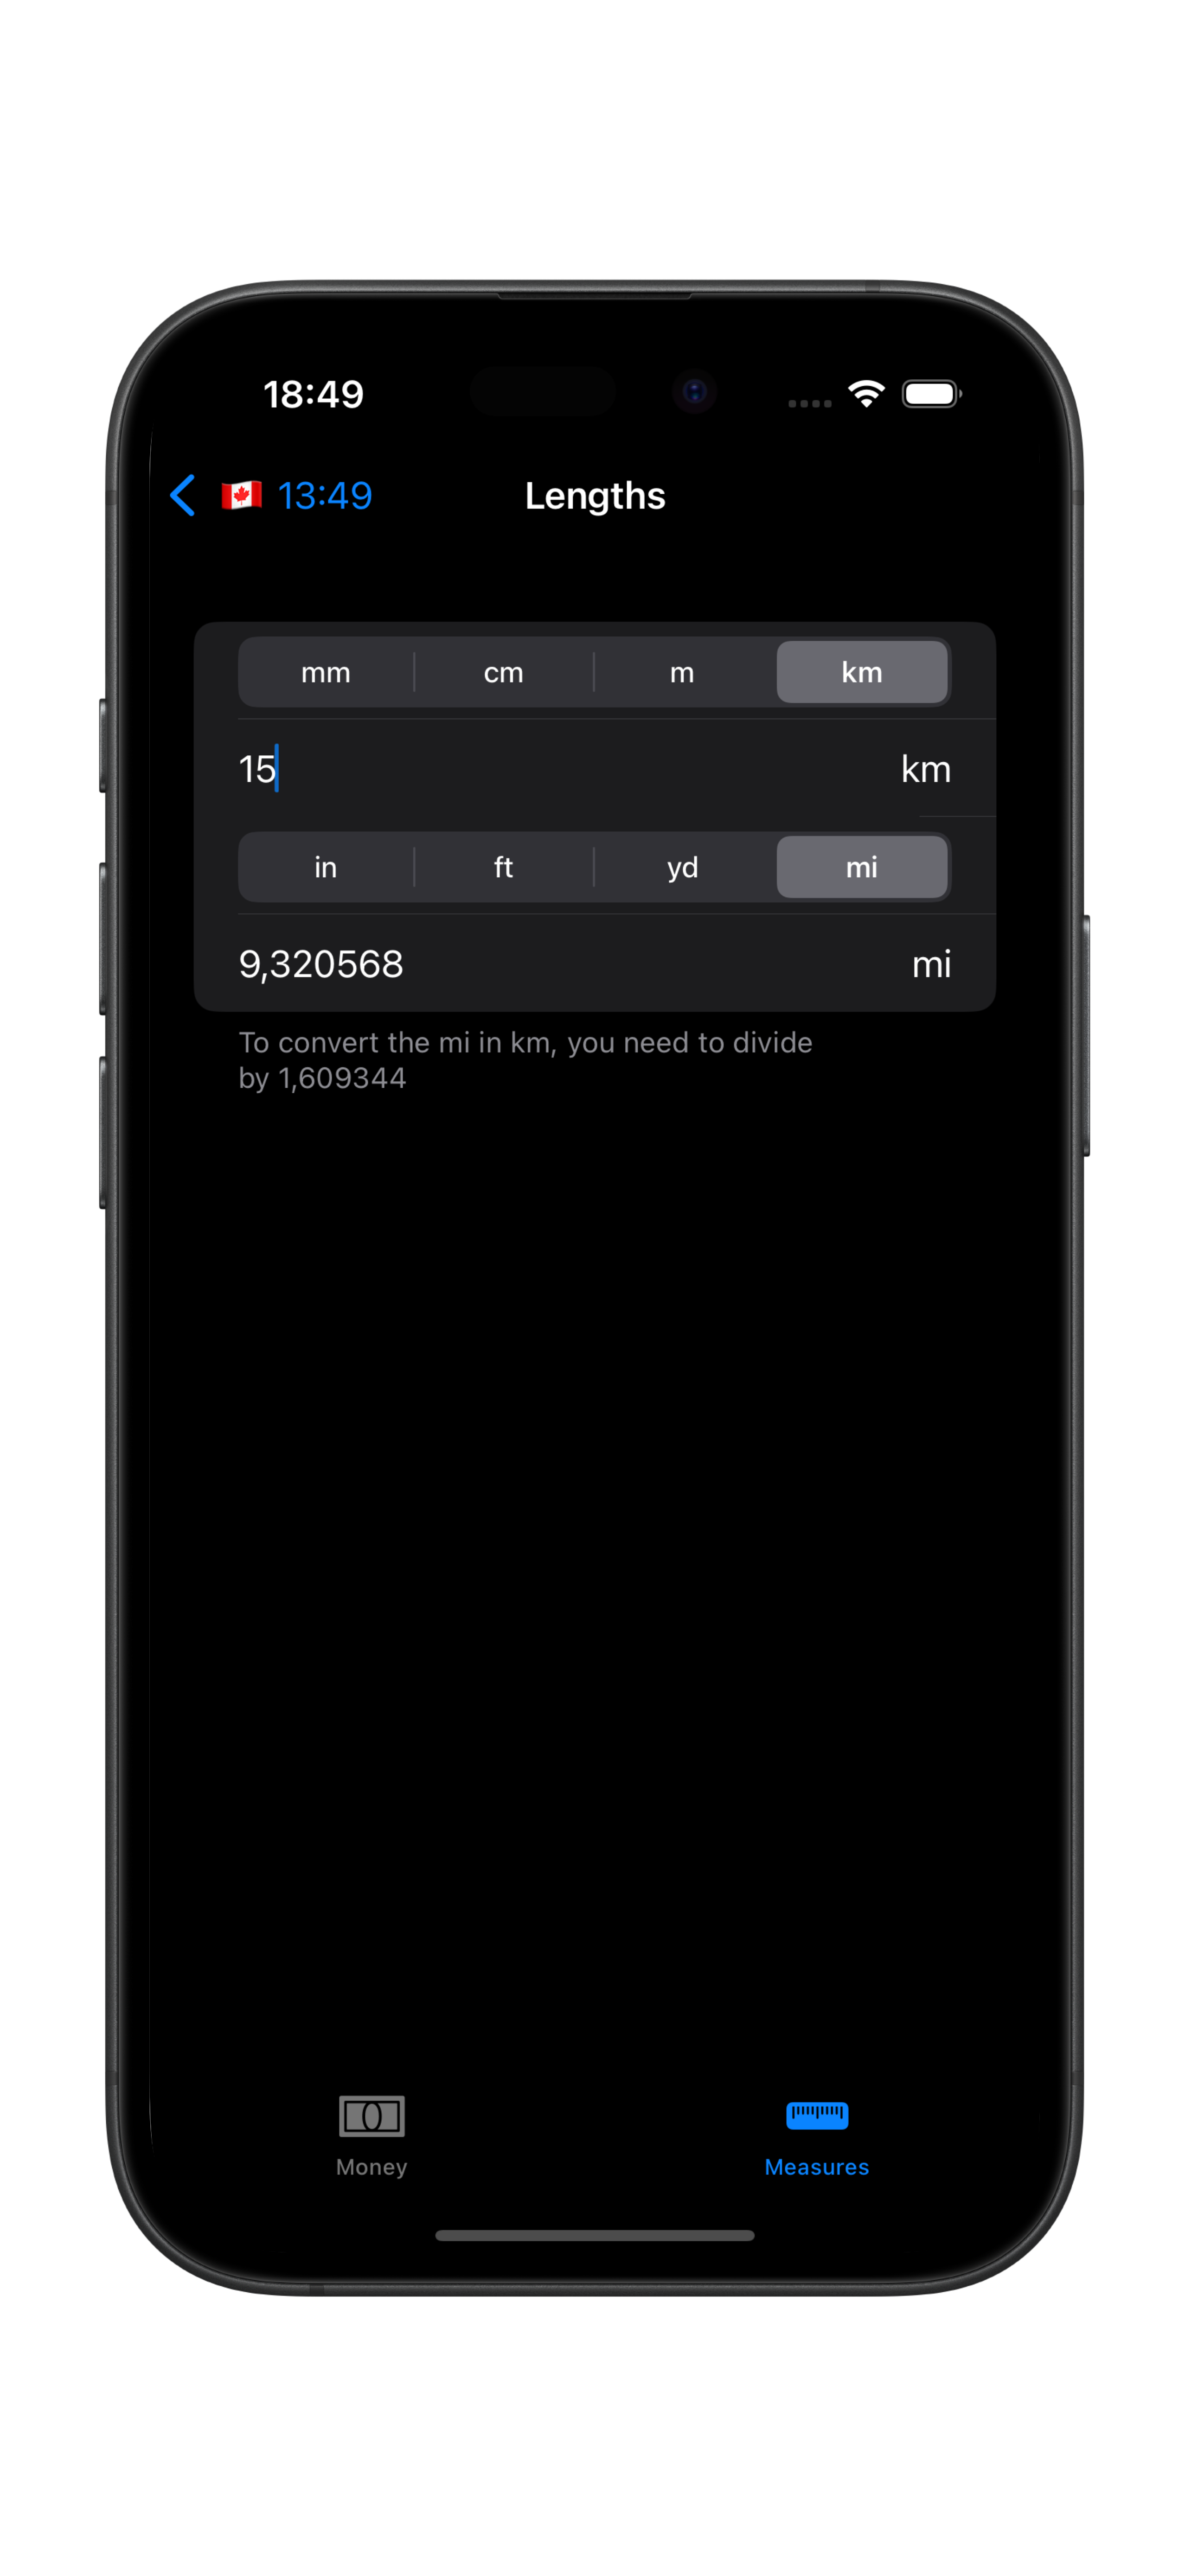 18:49
🇨🇦 13:49 Lengths
mm cm m km
15 km
in ft yd mi
9,320568 mi
To convert the mi in km, you need to divide
by 1,609344
Money Measures